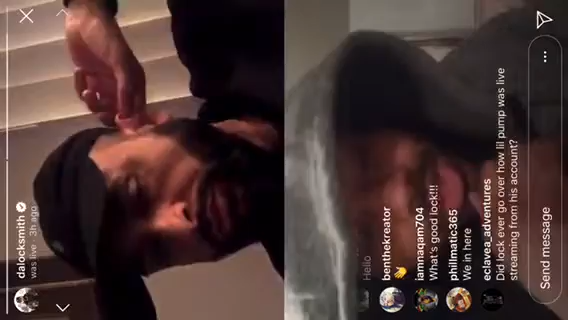 dalocksmith
was live 3h ago
Hello
benthekreator
👋
iammaqam704
What's good lock!!!
phillmatic365
We in here
eclavea_adventures
Did lock ever go over how lil pump was live
streaming from his account?
Send message